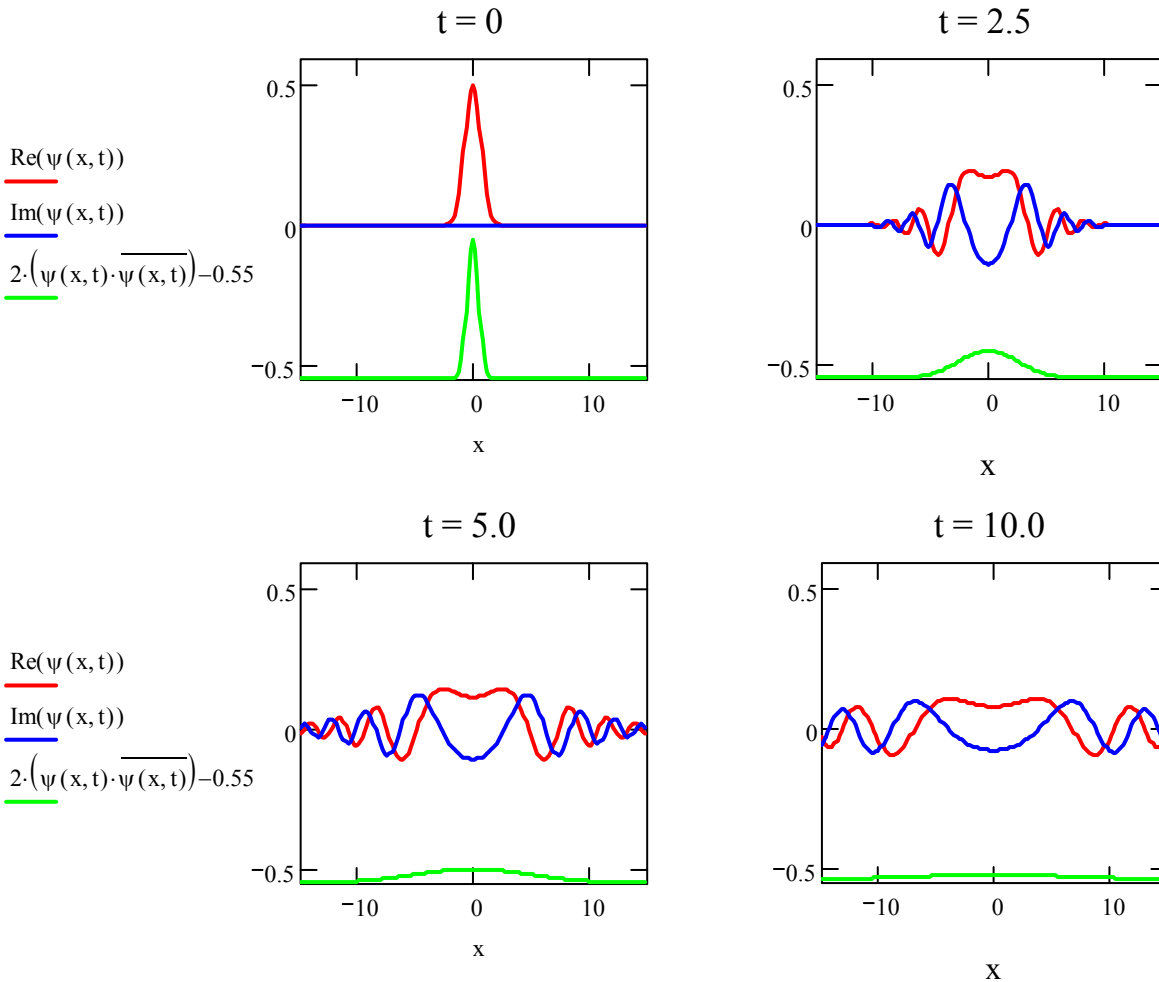 t = 0
0.5
0
−0.5
−10 0 10
x
Re(ψ(x, t))
Im(ψ(x, t))
2·(ψ(x, t)·\overline{ψ(x, t)})−0.55
t = 2.5
0.5
0
−0.5
−10 0 10
x
t = 5.0
0.5
0
−0.5
−10 0 10
x
Re(ψ(x, t))
Im(ψ(x, t))
2·(ψ(x, t)·\overline{ψ(x, t)})−0.55
t = 10.0
0.5
0
−0.5
−10 0 10
x